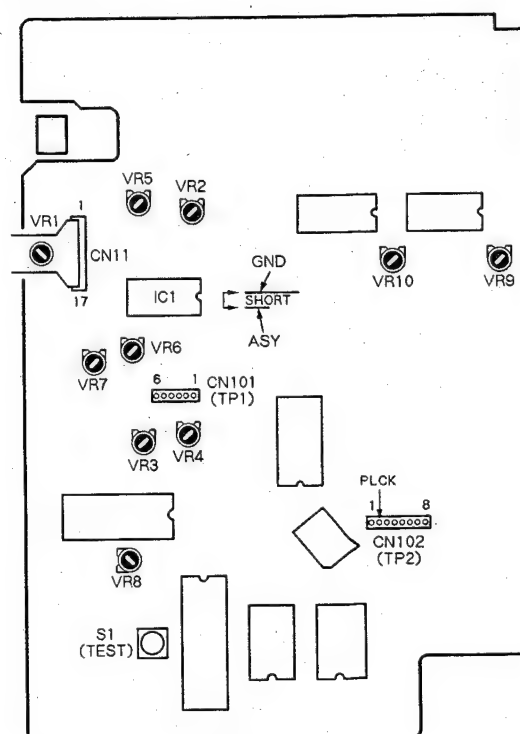 VR5
VR2
1
VR1
CN11
17
VR10
VR9
GND
IC1
SHORT
ASY
VR6
VR7
6 1
CN101
(TP1)
VR3
VR4
PLCK
1 8
CN102
(TP2)
VR8
S1
(TEST)